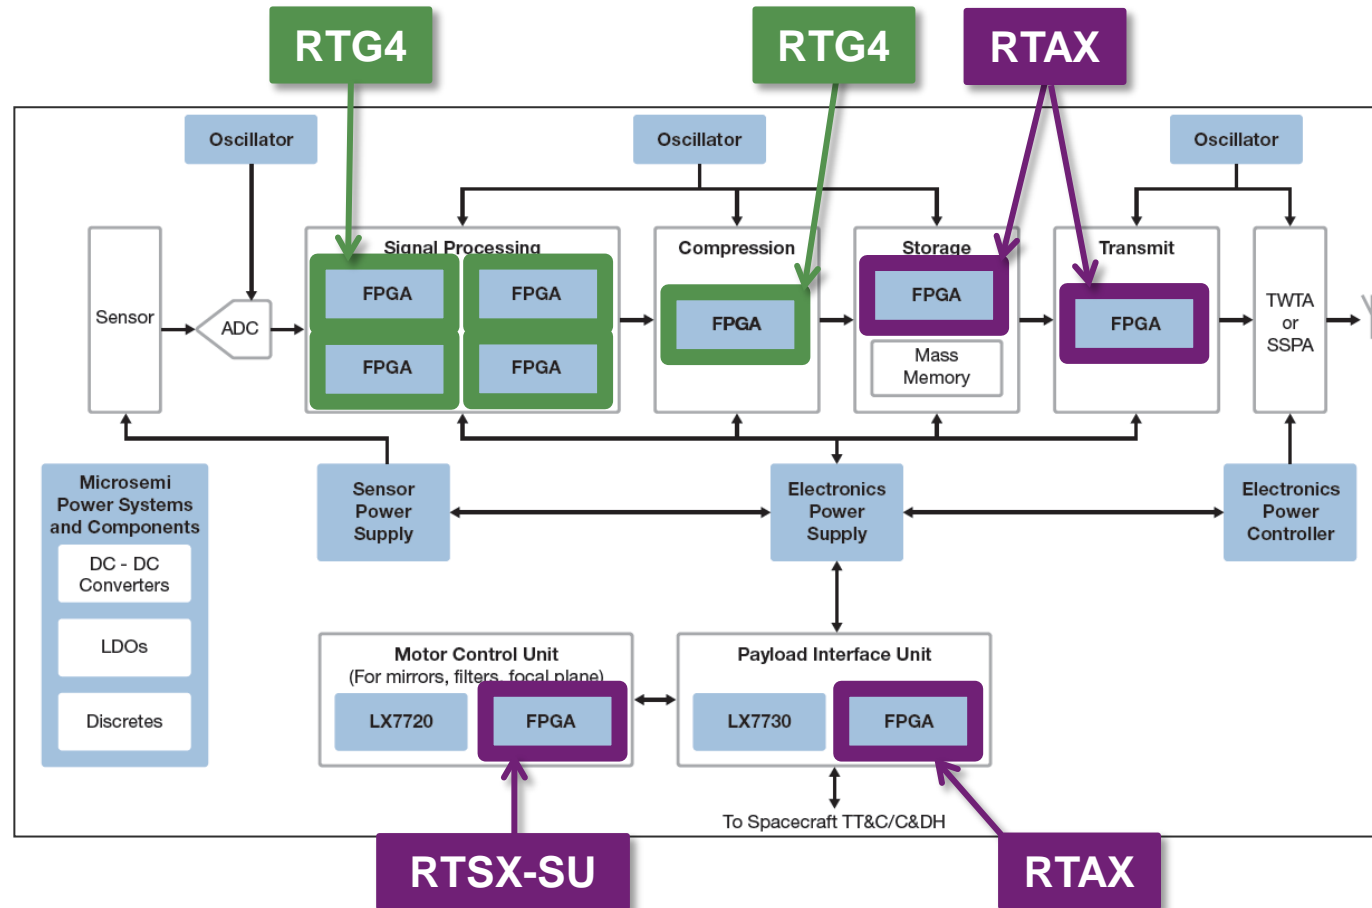 RTG4
RTG4
RTAX
Oscillator
Oscillator
Oscillator
Sensor
ADC
Signal Processing
FPGA
FPGA
FPGA
FPGA
Compression
FPGA
Storage
FPGA
Mass
Memory
Transmit
FPGA
TWTA
or
SSPA
Microsemi
Power Systems
and Components
DC - DC
Converters
LDOs
Discretes
Sensor
Power
Supply
Electronics
Power
Supply
Electronics
Power
Controller
Motor Control Unit
(For mirrors, filters, focal plane)
LX7720
FPGA
Payload Interface Unit
LX7730
FPGA
To Spacecraft TT&C/C&DH
RTSX-SU
RTAX